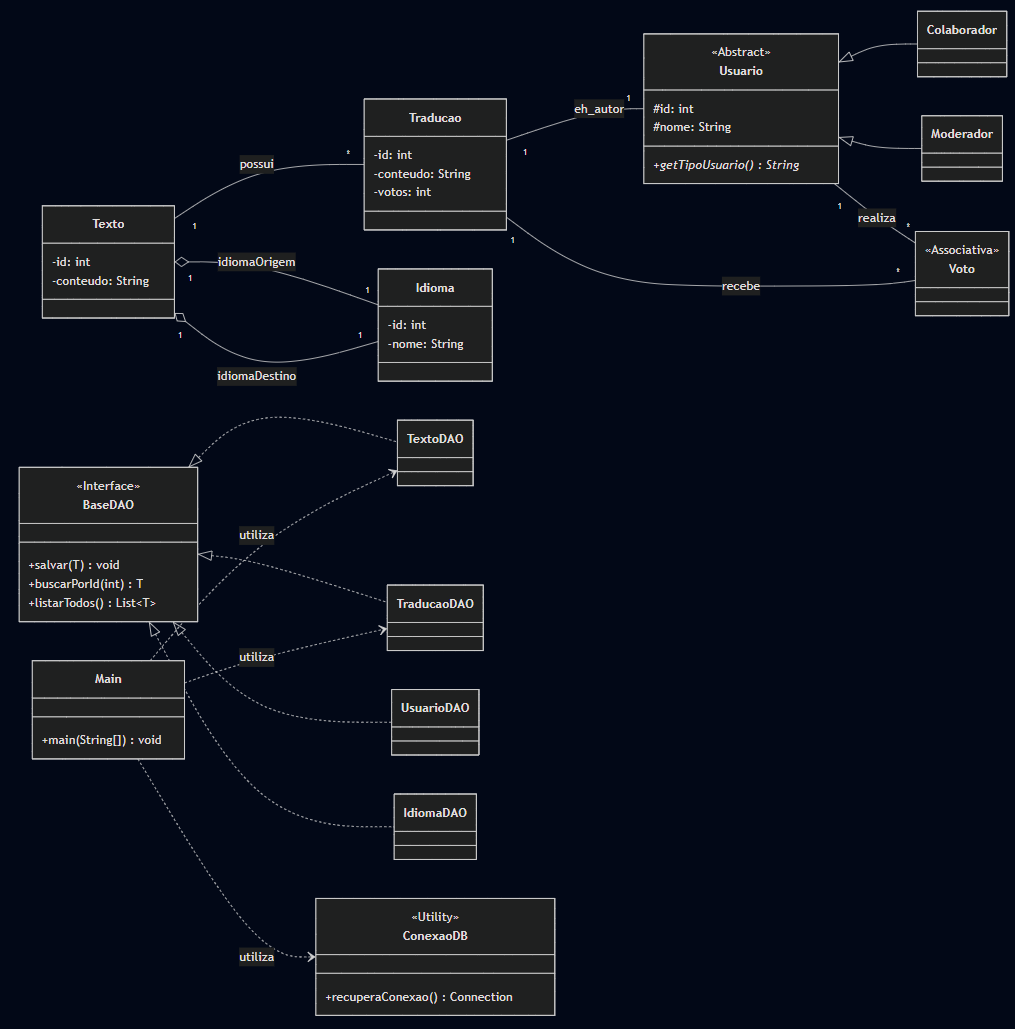 Colaborador
«Abstract»
Usuario
#id: int
#nome: String
+getTipoUsuario() : String
Moderador
Traducao
-id: int
-conteudo: String
-votos: int
eh_autor
1
1
possui
*
1
Texto
-id: int
-conteudo: String
idiomaOrigem
1
1
idiomaDestino
1
1
Idioma
-id: int
-nome: String
realiza
1
*
«Associativa»
Voto
recebe
1
*
TextoDAO
«Interface»
BaseDAO
+salvar(T) : void
+buscarPorId(int) : T
+listarTodos() : List<T>
utiliza
TraducaoDAO
utiliza
Main
+main(String[]) : void
UsuarioDAO
IdiomaDAO
«Utility»
ConexaoDB
+recuperaConexao() : Connection
utiliza